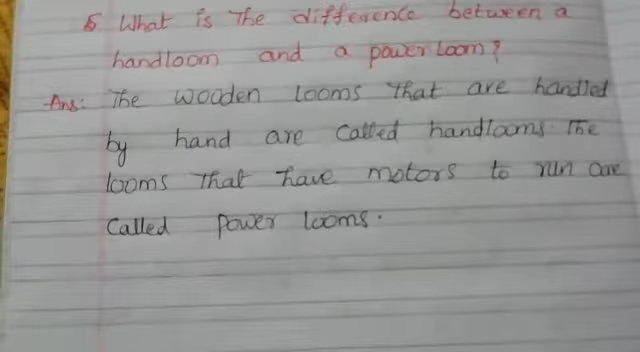 5 What is The difference between a
handloom and a power loom?
Ans: The wooden looms That are handled
by hand are called handlooms. The
looms That have motors to run are
called power looms.